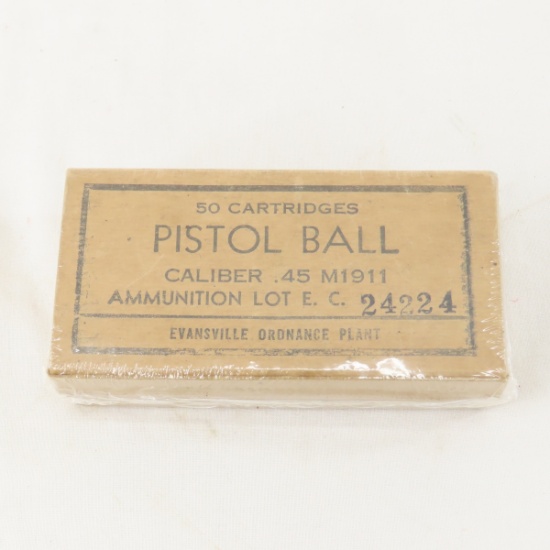 50 CARTRIDGES
PISTOL BALL
CALIBER .45 M1911
AMMUNITION LOT E. C. 24224
EVANSVILLE ORDNANCE PLANT